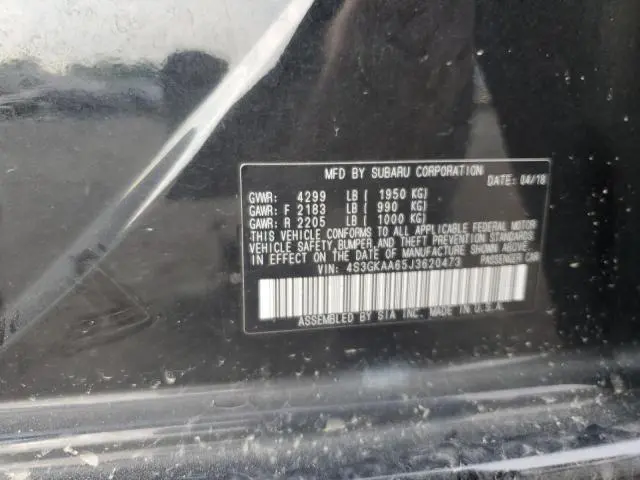 MFD BY SUBARU CORPORATION
DATE: 04/18
GVWR: 4299 LB ( 1950 KG)
GAWR: F 2183 LB ( 990 KG)
GAWR: R 2205 LB ( 1000 KG)
THIS VEHICLE CONFORMS TO ALL APPLICABLE FEDERAL MOTOR
VEHICLE SAFETY, BUMPER, AND THEFT PREVENTION STANDARDS
IN EFFECT ON THE DATE OF MANUFACTURE SHOWN ABOVE.
VIN: 4S3GKAA65J3620473 PASSENGER CAR
ASSEMBLED BY SIA INC. MADE IN U.S.A.